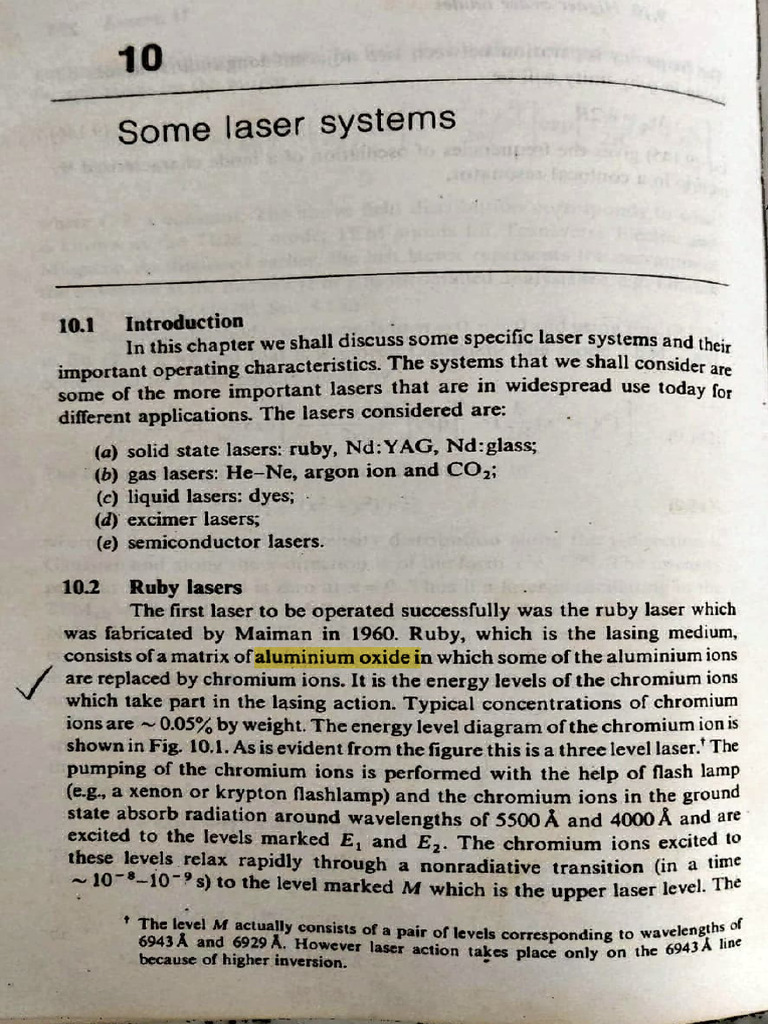 10
Some laser systems
10.1 Introduction
In this chapter we shall discuss some specific laser systems and their
important operating characteristics. The systems that we shall consider are
some of the more important lasers that are in widespread use today for
different applications. The lasers considered are:
(a) solid state lasers: ruby, Nd:YAG, Nd:glass;
(b) gas lasers: He–Ne, argon ion and CO₂;
(c) liquid lasers: dyes;
(d) excimer lasers;
(e) semiconductor lasers.
10.2 Ruby lasers
The first laser to be operated successfully was the ruby laser which
was fabricated by Maiman in 1960. Ruby, which is the lasing medium,
consists of a matrix of aluminium oxide in which some of the aluminium ions
are replaced by chromium ions. It is the energy levels of the chromium ions
which take part in the lasing action. Typical concentrations of chromium
ions are ~ 0.05% by weight. The energy level diagram of the chromium ion is
shown in Fig. 10.1. As is evident from the figure this is a three level laser.† The
pumping of the chromium ions is performed with the help of flash lamp
(e.g., a xenon or krypton flashlamp) and the chromium ions in the ground
state absorb radiation around wavelengths of 5500 Å and 4000 Å and are
excited to the levels marked E₁ and E₂. The chromium ions excited to
these levels relax rapidly through a nonradiative transition (in a time
~ 10⁻⁸–10⁻⁹ s) to the level marked M which is the upper laser level. The
† The level M actually consists of a pair of levels corresponding to wavelengths of
6943 Å and 6929 Å. However laser action takes place only on the 6943 Å line
because of higher inversion.